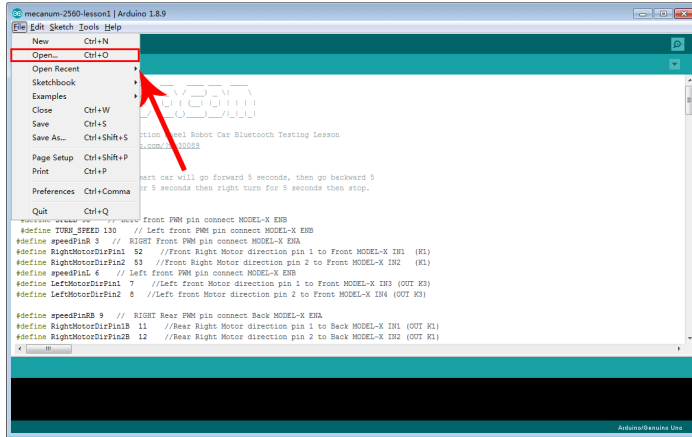 mecanum-2560-lesson1 | Arduino 1.8.9
File Edit Sketch Tools Help
New Ctrl+N
Open... Ctrl+O
Open Recent
Sketchbook
Examples
Close Ctrl+W
Save Ctrl+S
Save As... Ctrl+Shift+S
ction Wheel Robot Car Bluetooth Testing Lesson
Page Setup Ctrl+Shift+P
Print Ctrl+P
mart car will go forward 5 seconds, then go backward 5
or 5 seconds then right turn for 5 seconds then stop.
Preferences Ctrl+Comma
Quit Ctrl+Q
front PWM pin connect MODEL-X ENB
#define TURN_SPEED 130 // Left front PWM pin connect MODEL-X ENB
#define speedPinR 3 // RIGHT Front PWM pin connect MODEL-X ENA
#define RightMotorDirPin1 52 //Front Right Motor direction pin 1 to Front MODEL-X IN1 (K1)
#define RightMotorDirPin2 53 //Front Right Motor direction pin 2 to Front MODEL-X IN2 (K1)
#define speedPinL 6 // Left front PWM pin connect MODEL-X ENB
#define LeftMotorDirPin1 7 //Left front Motor direction pin 1 to Front MODEL-X IN3 (OUT K3)
#define LeftMotorDirPin2 8 //Left front Motor direction pin 2 to Front MODEL-X IN4 (OUT K3)
#define speedPinRB 9 // RIGHT Rear PWM pin connect Back MODEL-X ENA
#define RightMotorDirPin1B 11 //Rear Right Motor direction pin 1 to Back MODEL-X IN1 (OUT K1)
#define RightMotorDirPin2B 12 //Rear Right Motor direction pin 2 to Back MODEL-X IN2 (OUT K1)
Arduino/Genuino Uno